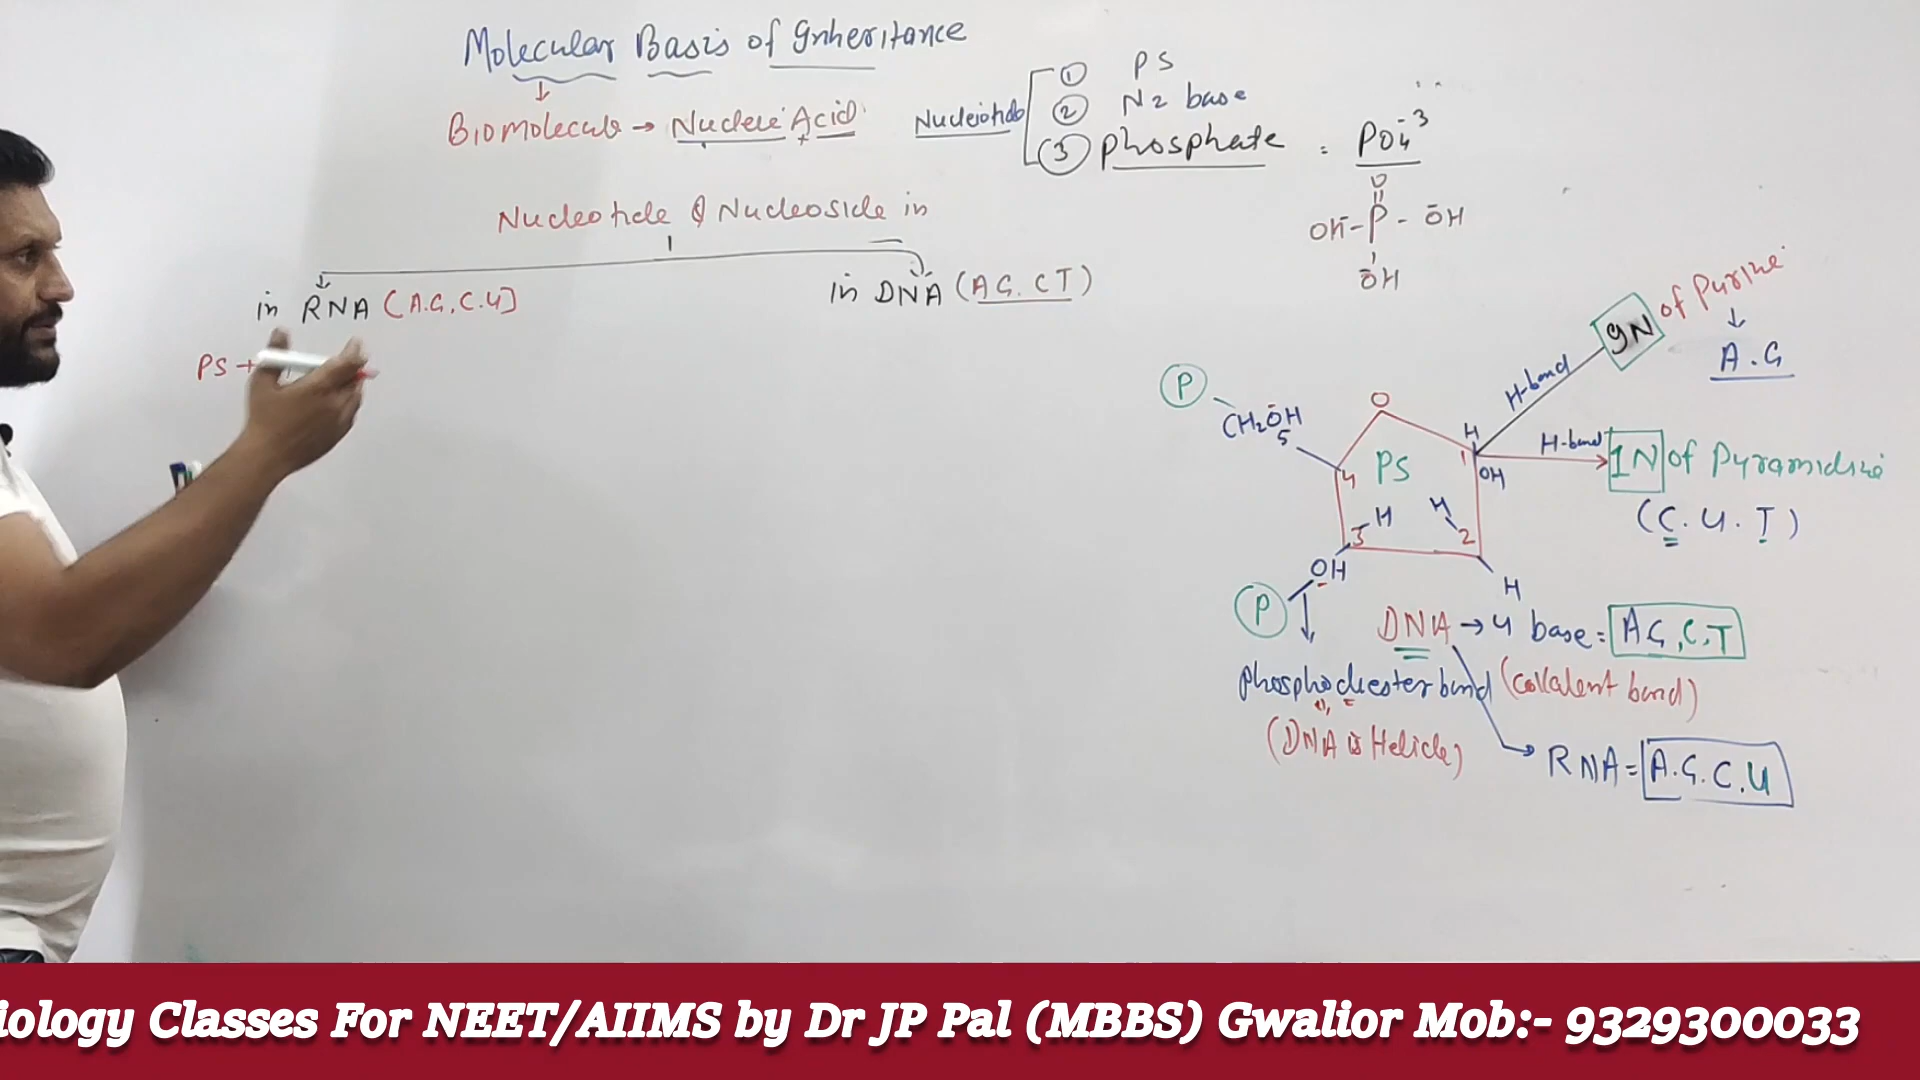 Molecular Basis of Inheritance
Biomolecule → Nucleic Acid
Nucleotide
① PS
② N2 base
③ phosphate = PO4-3
O
OH - P - OH
OH
Nucleotide & Nucleoside in
in RNA (A.G, C.U)
in DNA (A G. C T)
PS +
9N of Purine
A . G
H-bond
P
CH2OH
5
O
H
1
OH
H-bond
1N of Pyramidine
(C. U. T)
4
PS
H
3
H
2
OH
H
P
DNA → 4 base = A G, C, T
phosphodiester bond (covalent bond)
(DNA is Helicle)
RNA = A. G. C. U
iology Classes For NEET/AIIMS by Dr JP Pal (MBBS) Gwalior Mob:- 9329300033